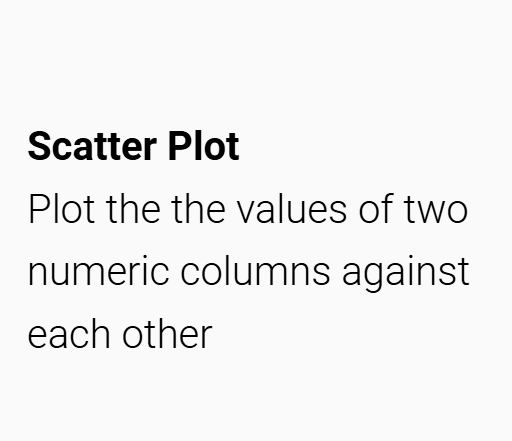 Scatter Plot
Plot the the values of two
numeric columns against
each other